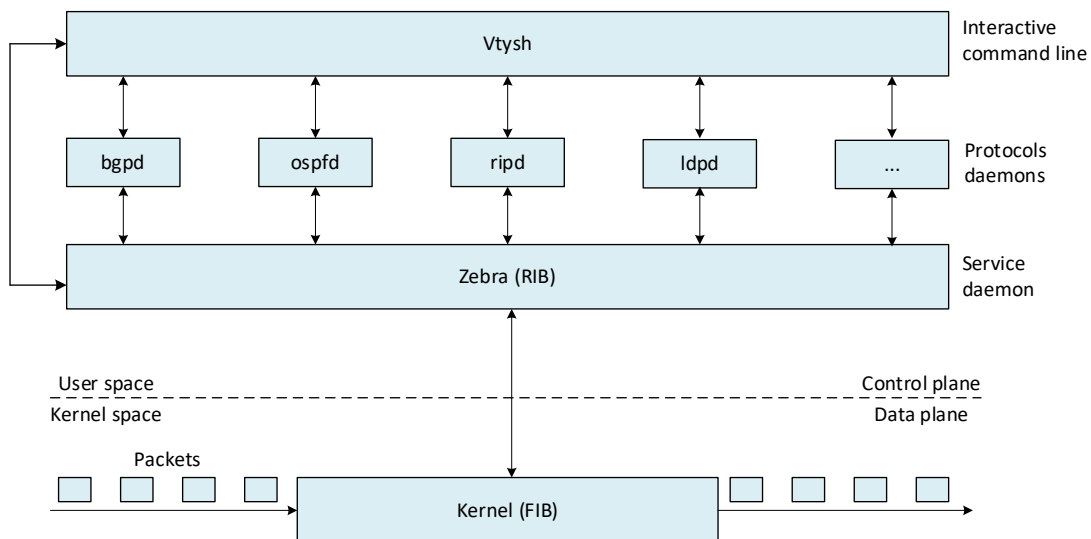 Vtysh
Interactive
command line
bgpd
ospfd
ripd
ldpd
...
Protocols
daemons
Zebra (RIB)
Service
daemon
User space
Control plane
Kernel space
Data plane
Packets
Kernel (FIB)